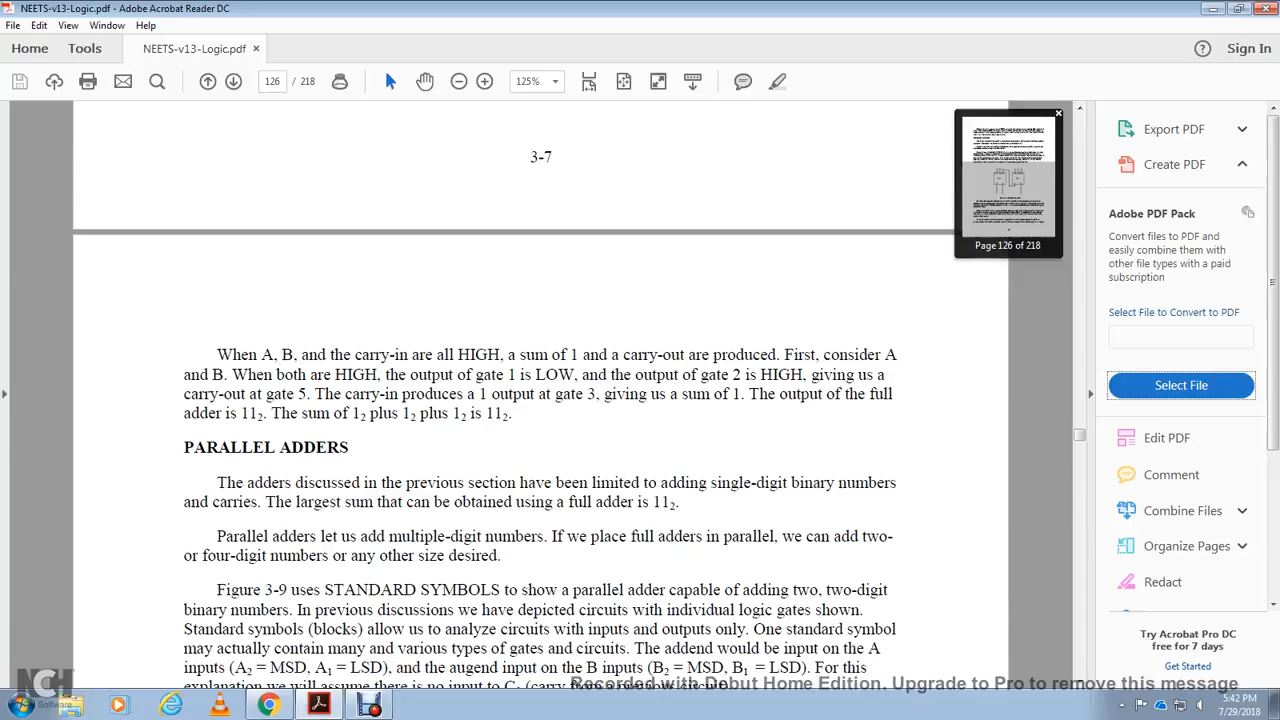 NEETS-v13-Logic.pdf - Adobe Acrobat Reader DC
File Edit View Window Help
Home Tools NEETS-v13-Logic.pdf × Sign In
126 / 218 125%
3-7
Page 126 of 218
When A, B, and the carry-in are all HIGH, a sum of 1 and a carry-out are produced. First, consider A
and B. When both are HIGH, the output of gate 1 is LOW, and the output of gate 2 is HIGH, giving us a
carry-out at gate 5. The carry-in produces a 1 output at gate 3, giving us a sum of 1. The output of the full
adder is 11₂. The sum of 1₂ plus 1₂ plus 1₂ is 11₂.
PARALLEL ADDERS
The adders discussed in the previous section have been limited to adding single-digit binary numbers
and carries. The largest sum that can be obtained using a full adder is 11₂.
Parallel adders let us add multiple-digit numbers. If we place full adders in parallel, we can add two-
or four-digit numbers or any other size desired.
Figure 3-9 uses STANDARD SYMBOLS to show a parallel adder capable of adding two, two-digit
binary numbers. In previous discussions we have depicted circuits with individual logic gates shown.
Standard symbols (blocks) allow us to analyze circuits with inputs and outputs only. One standard symbol
may actually contain many and various types of gates and circuits. The addend would be input on the A
inputs (A₂ = MSD, A₁ = LSD), and the augend input on the B inputs (B₂ = MSD, B₁ = LSD). For this
explanation we will assume there is no input to C
Export PDF
Create PDF
Adobe PDF Pack
Convert files to PDF and
easily combine them with
other file types with a paid
subscription
Select File to Convert to PDF
Select File
Edit PDF
Comment
Combine Files
Organize Pages
Redact
Try Acrobat Pro DC
free for 7 days
Get Started
Recorded with Debut Home Edition. Upgrade to Pro to remove this message
NCH
Software
5:42 PM
7/29/2018